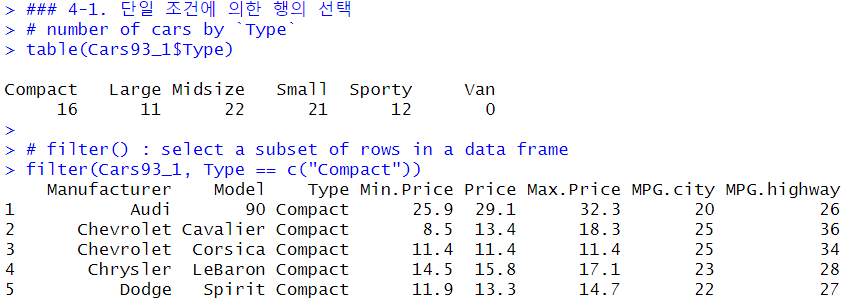 > ### 4-1. 단일 조건에 의한 행의 선택
> # number of cars by `Type`
> table(Cars93_1$Type)
Compact   Large Midsize   Small  Sporty     Van
     16      11      22      21      12       0
>
> # filter() : select a subset of rows in a data frame
> filter(Cars93_1, Type == c("Compact"))
   Manufacturer    Model    Type Min.Price Price Max.Price MPG.city MPG.highway
1          Audi       90 Compact      25.9  29.1      32.3       20          26
2     Chevrolet Cavalier Compact       8.5  13.4      18.3       25          36
3     Chevrolet  Corsica Compact      11.4  11.4      11.4       25          34
4      Chrysler  LeBaron Compact      14.5  15.8      17.1       23          28
5         Dodge   Spirit Compact      11.9  13.3      14.7       22          27